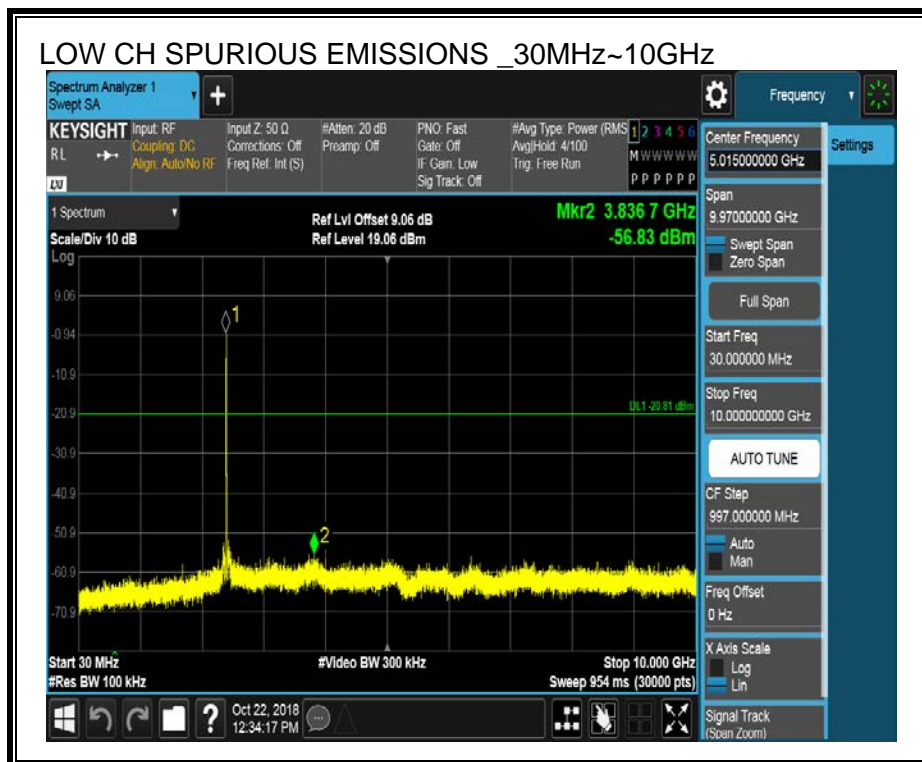 LOW CH SPURIOUS EMISSIONS _30MHz~10GHz
Spectrum Analyzer 1
Swept SA
+
Frequency
KEYSIGHT
RL
LXI
Input: RF
Coupling: DC
Align: Auto/No RF
Input Z: 50 Ω
Corrections: Off
Freq Ref: Int (S)
#Atten: 20 dB
Preamp: Off
PNO: Fast
Gate: Off
IF Gain: Low
Sig Track: Off
#Avg Type: Power (RMS
Avg|Hold: 4/100
Trig: Free Run
1 2 3 4 5 6
M W W W W W
P P P P P P
Center Frequency
5.015000000 GHz
Settings
Span
9.97000000 GHz
Swept Span
Zero Span
Full Span
Start Freq
30.000000 MHz
Stop Freq
10.000000000 GHz
AUTO TUNE
CF Step
997.000000 MHz
Auto
Man
Freq Offset
0 Hz
X Axis Scale
Log
Lin
Signal Track
(Span Zoom)
1 Spectrum
Scale/Div 10 dB
Log
Ref Lvl Offset 9.06 dB
Ref Level 19.06 dBm
Mkr2 3.836 7 GHz
-56.83 dBm
9.06
-0.94
-10.9
-20.9
-30.9
-40.9
-50.9
-60.9
-70.9
1
DL1 -20.81 dBm
2
Start 30 MHz
#Res BW 100 kHz
#Video BW 300 kHz
Stop 10.000 GHz
Sweep 954 ms (30000 pts)
?
Oct 22, 2018
12:34:17 PM